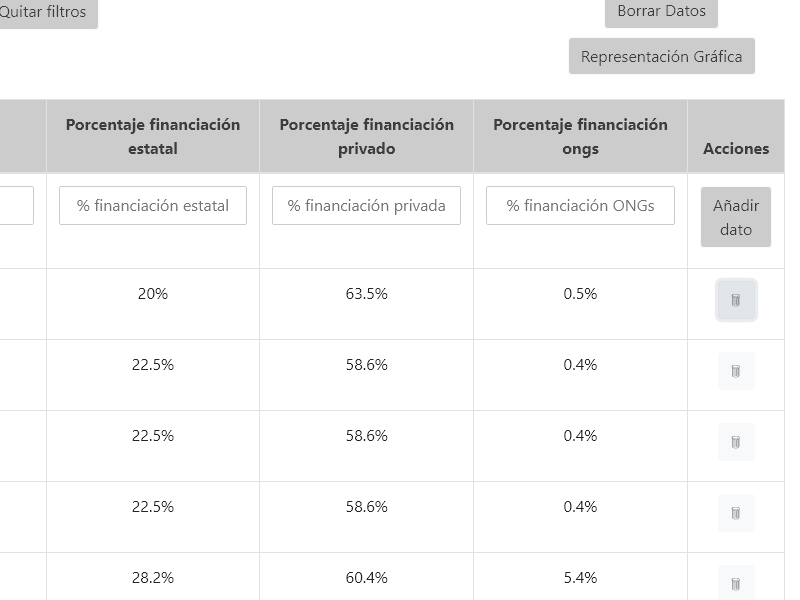 Quitar filtros
Borrar Datos
Representación Gráfica
Porcentaje financiación estatal
Porcentaje financiación privado
Porcentaje financiación ongs
Acciones
% financiación estatal
% financiación privada
% financiación ONGs
Añadir dato
20% 63.5% 0.5%
22.5% 58.6% 0.4%
22.5% 58.6% 0.4%
22.5% 58.6% 0.4%
28.2% 60.4% 5.4%